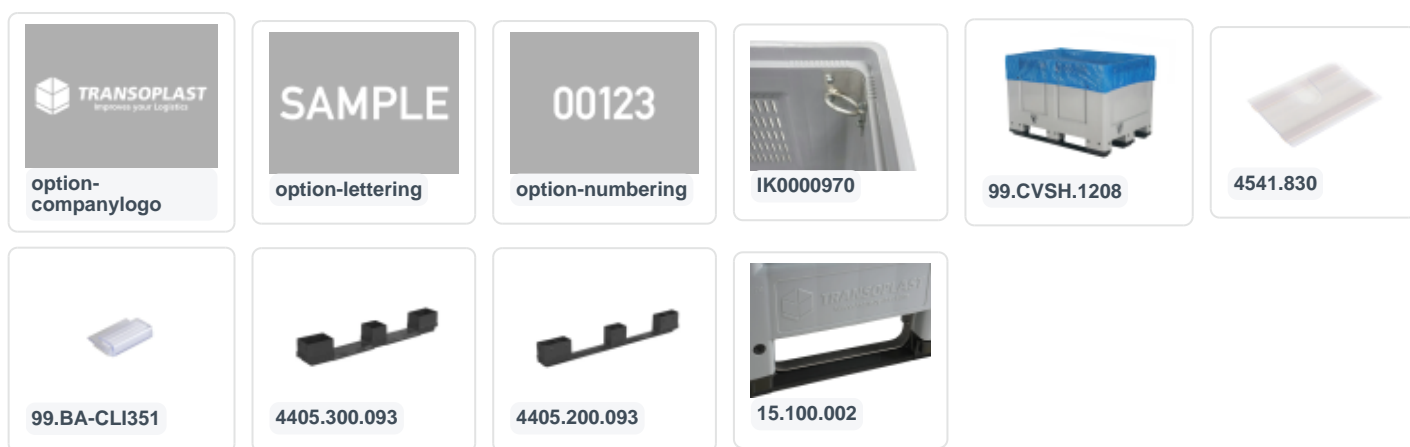 TRANSOPLAST
Improves your Logistics
option-
companylogo
SAMPLE
option-lettering
00123
option-numbering
IK0000970
99.CVSH.1208
4541.830
99.BA-CLI351
4405.300.093
4405.200.093
TRANSOPLAST
15.100.002